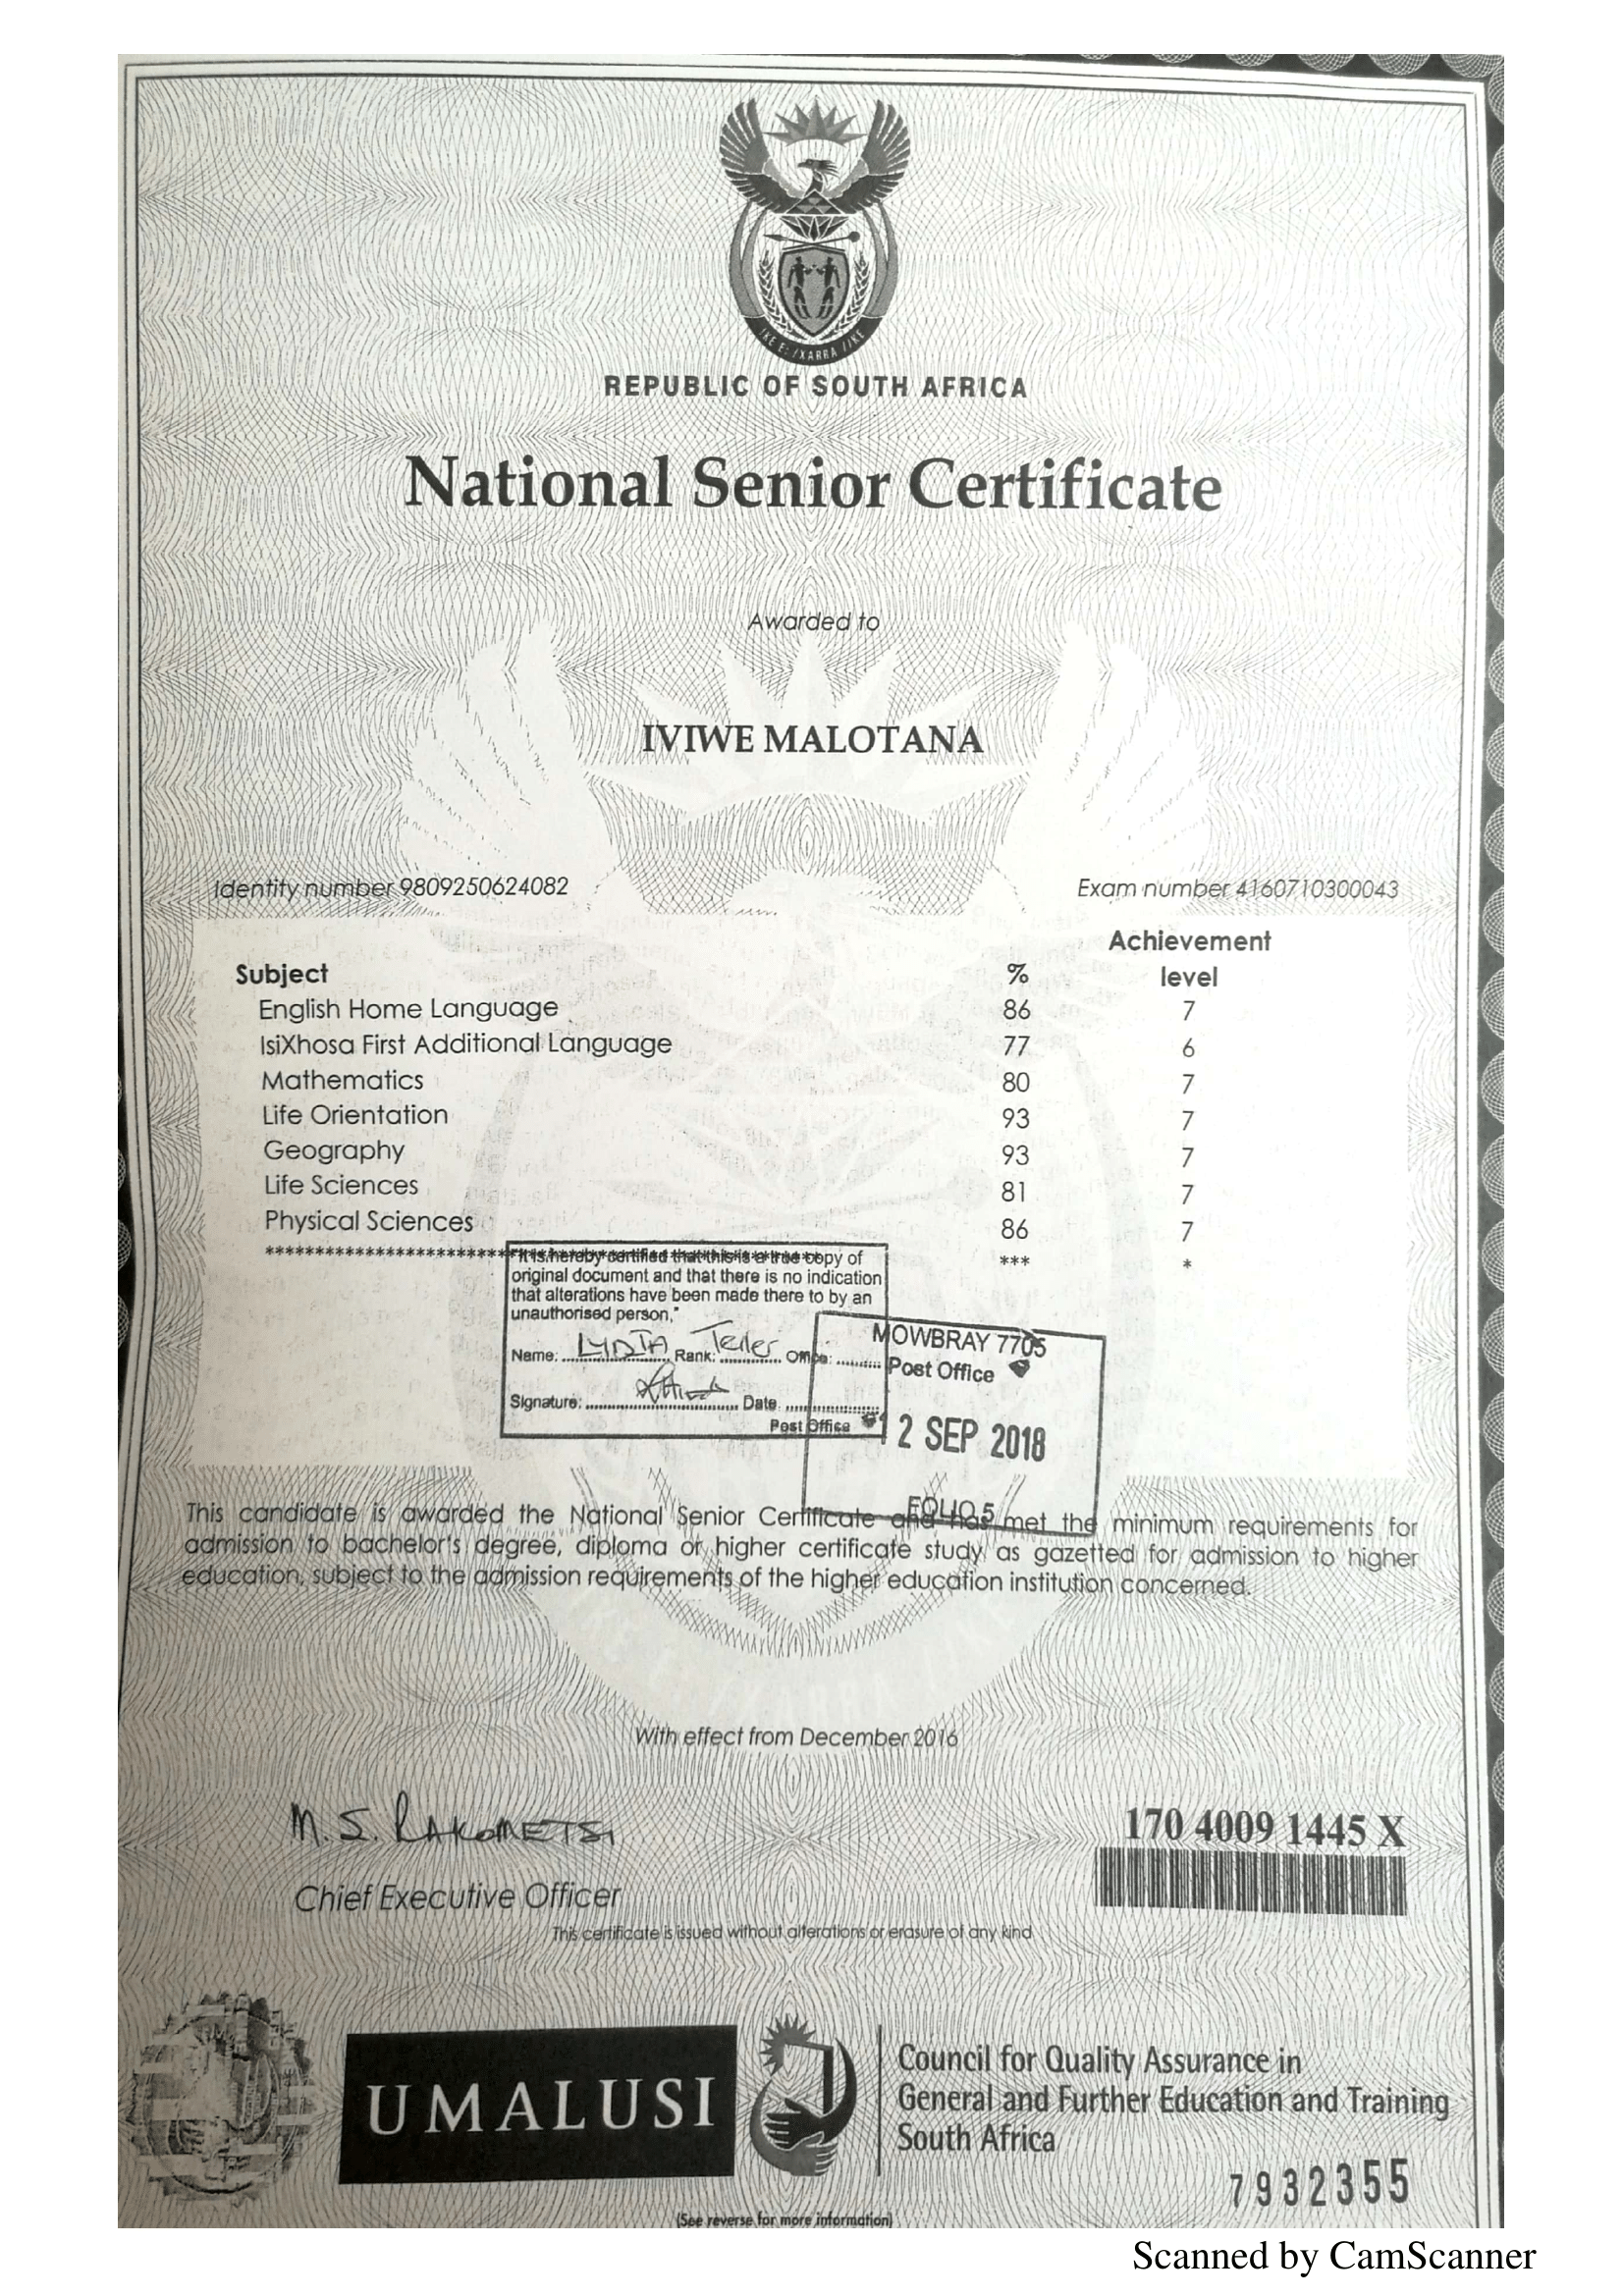 !KE E: /XARRA //KE
REPUBLIC OF SOUTH AFRICA
National Senior Certificate
Awarded to
IVIWE MALOTANA
Identity number 9809250624082 Exam number 4160710300043
Subject % Achievement level
English Home Language 86 7
IsiXhosa First Additional Language 77 6
Mathematics 80 7
Life Orientation 93 7
Geography 93 7
Life Sciences 81 7
Physical Sciences 86 7
"It is hereby certified that this is a true copy of
original document and that there is no indication
that alterations have been made there to by an
unauthorised person,"
Name: LYDIA Rank: Teller Office:
Signature: Date
Post Office
MOWBRAY 7705
Post Office
12 SEP 2018
FOLIO 5
This candidate is awarded the National Senior Certificate and has met the minimum requirements for
admission to bachelor's degree, diploma or higher certificate study as gazetted for admission to higher
education, subject to the admission requirements of the higher education institution concerned.
With effect from December 2016
M.S. RAKOMETSI
Chief Executive Officer
170 4009 1445 X
This certificate is issued without alterations or erasure of any kind
UMALUSI
Council for Quality Assurance in
General and Further Education and Training
South Africa
7932355
(See reverse for more information)
Scanned by CamScanner